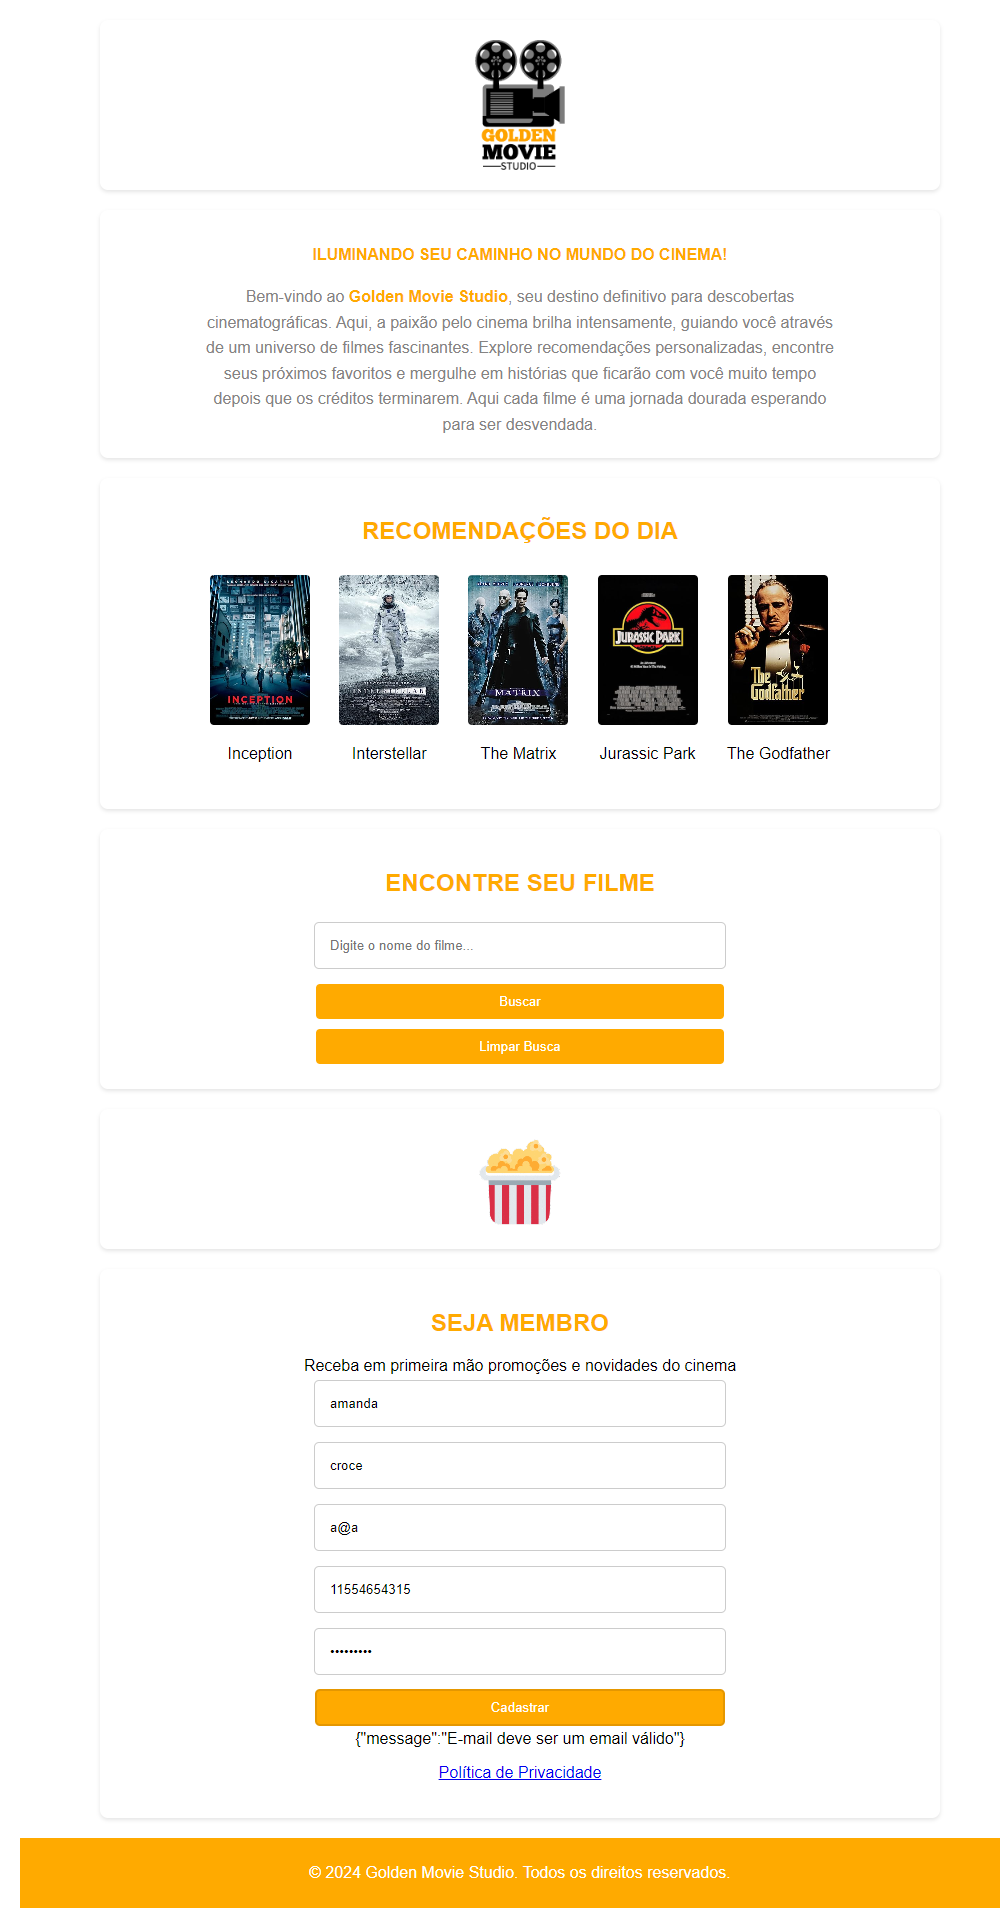 GOLDEN
MOVIE
STUDIO
ILUMINANDO SEU CAMINHO NO MUNDO DO CINEMA!
Bem-vindo ao Golden Movie Studio, seu destino definitivo para descobertas
cinematográficas. Aqui, a paixão pelo cinema brilha intensamente, guiando você através
de um universo de filmes fascinantes. Explore recomendações personalizadas, encontre
seus próximos favoritos e mergulhe em histórias que ficarão com você muito tempo
depois que os créditos terminarem. Aqui cada filme é uma jornada dourada esperando
para ser desvendada.
RECOMENDAÇÕES DO DIA
INCEPTION
INTERSTELLAR
MATRIX
JURASSIC PARK
The Godfather
Inception
Interstellar
The Matrix
Jurassic Park
The Godfather
ENCONTRE SEU FILME
Digite o nome do filme...
Buscar
Limpar Busca
SEJA MEMBRO
Receba em primeira mão promoções e novidades do cinema
amanda
croce
a@a
11554654315
•••••••••
Cadastrar
{"message":"E-mail deve ser um email válido"}
Política de Privacidade
© 2024 Golden Movie Studio. Todos os direitos reservados.